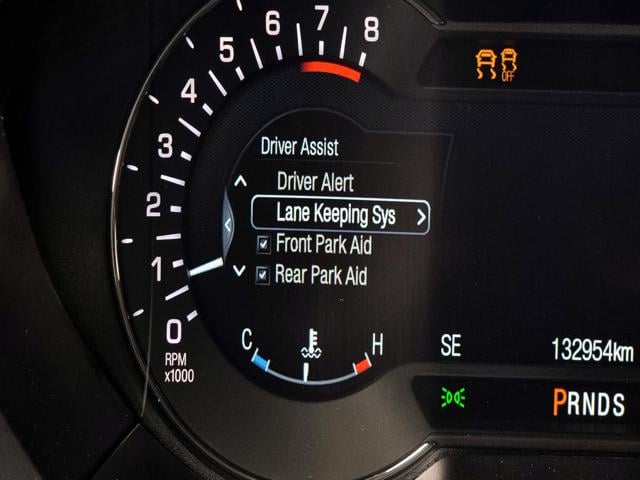 8
7
6
5
4
3
2
1
0
RPM
x1000
OFF
Driver Assist
Driver Alert
Lane Keeping Sys
Front Park Aid
Rear Park Aid
C H
SE 132954km
PRNDS